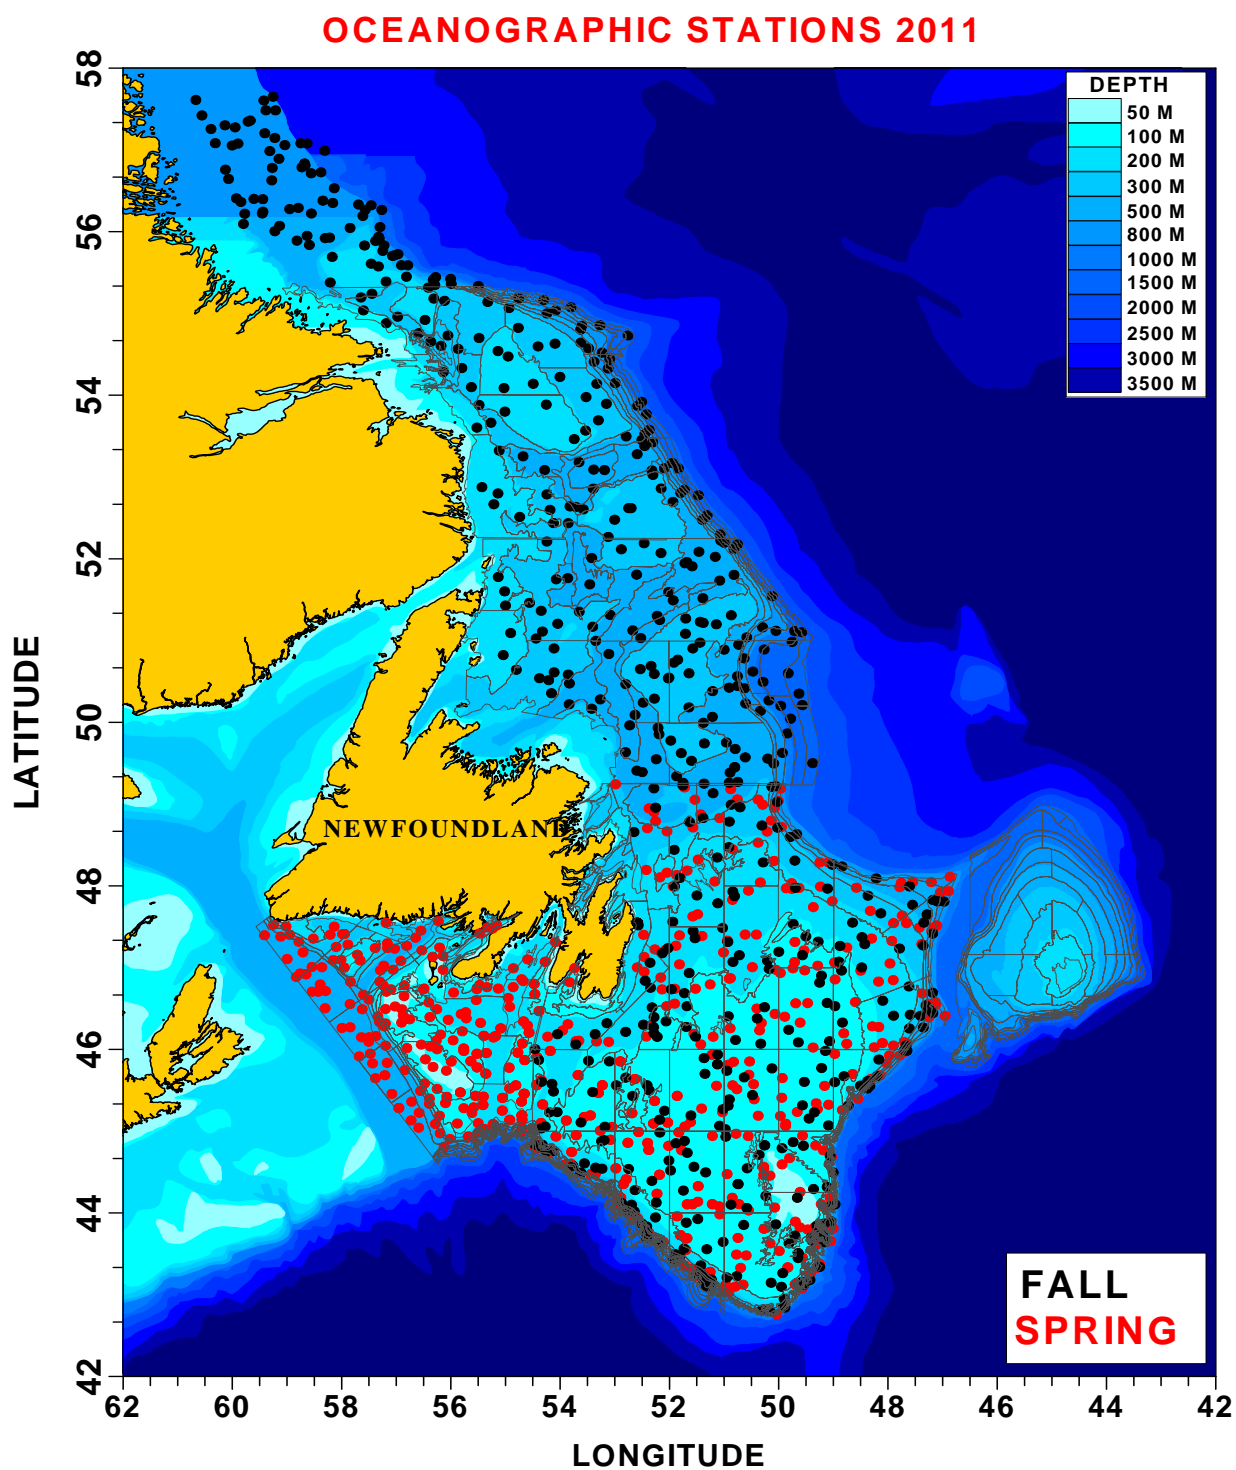 OCEANOGRAPHIC STATIONS 2011
DEPTH
50 M
100 M
200 M
300 M
500 M
800 M
1000 M
1500 M
2000 M
2500 M
3000 M
3500 M
58
56
54
52
50
48
46
44
42
LATITUDE
NEWFOUNDLAND
FALL
SPRING
62 60 58 56 54 52 50 48 46 44 42
LONGITUDE